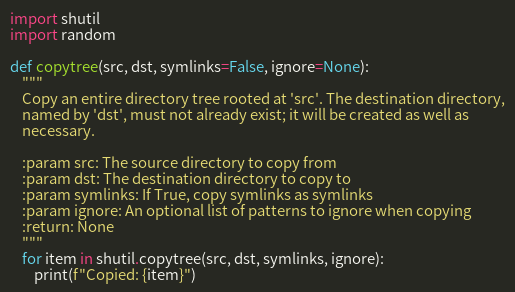 import shutil
import random

def copytree(src, dst, symlinks=False, ignore=None):
    """
    Copy an entire directory tree rooted at 'src'. The destination directory,
    named by 'dst', must not already exist; it will be created as well as
    necessary.

    :param src: The source directory to copy from
    :param dst: The destination directory to copy to
    :param symlinks: If True, copy symlinks as symlinks
    :param ignore: An optional list of patterns to ignore when copying
    :return: None
    """
    for item in shutil.copytree(src, dst, symlinks, ignore):
        print(f"Copied: {item}")